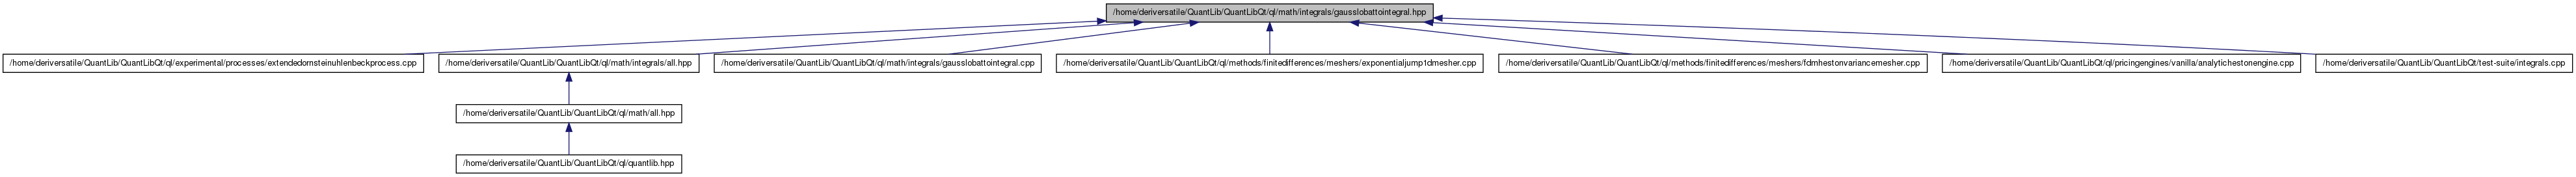 /home/deriversatile/QuantLib/QuantLibQt/ql/math/integrals/gausslobattointegral.hpp
/home/deriversatile/QuantLib/QuantLibQt/ql/experimental/processes/extendedornsteinuhlenbeckprocess.cpp
/home/deriversatile/QuantLib/QuantLibQt/ql/math/integrals/all.hpp
/home/deriversatile/QuantLib/QuantLibQt/ql/math/integrals/gausslobattointegral.cpp
/home/deriversatile/QuantLib/QuantLibQt/ql/methods/finitedifferences/meshers/exponentialjump1dmesher.cpp
/home/deriversatile/QuantLib/QuantLibQt/ql/methods/finitedifferences/meshers/fdmhestonvariancemesher.cpp
/home/deriversatile/QuantLib/QuantLibQt/ql/pricingengines/vanilla/analytichestonengine.cpp
/home/deriversatile/QuantLib/QuantLibQt/test-suite/integrals.cpp
/home/deriversatile/QuantLib/QuantLibQt/ql/math/all.hpp
/home/deriversatile/QuantLib/QuantLibQt/ql/quantlib.hpp